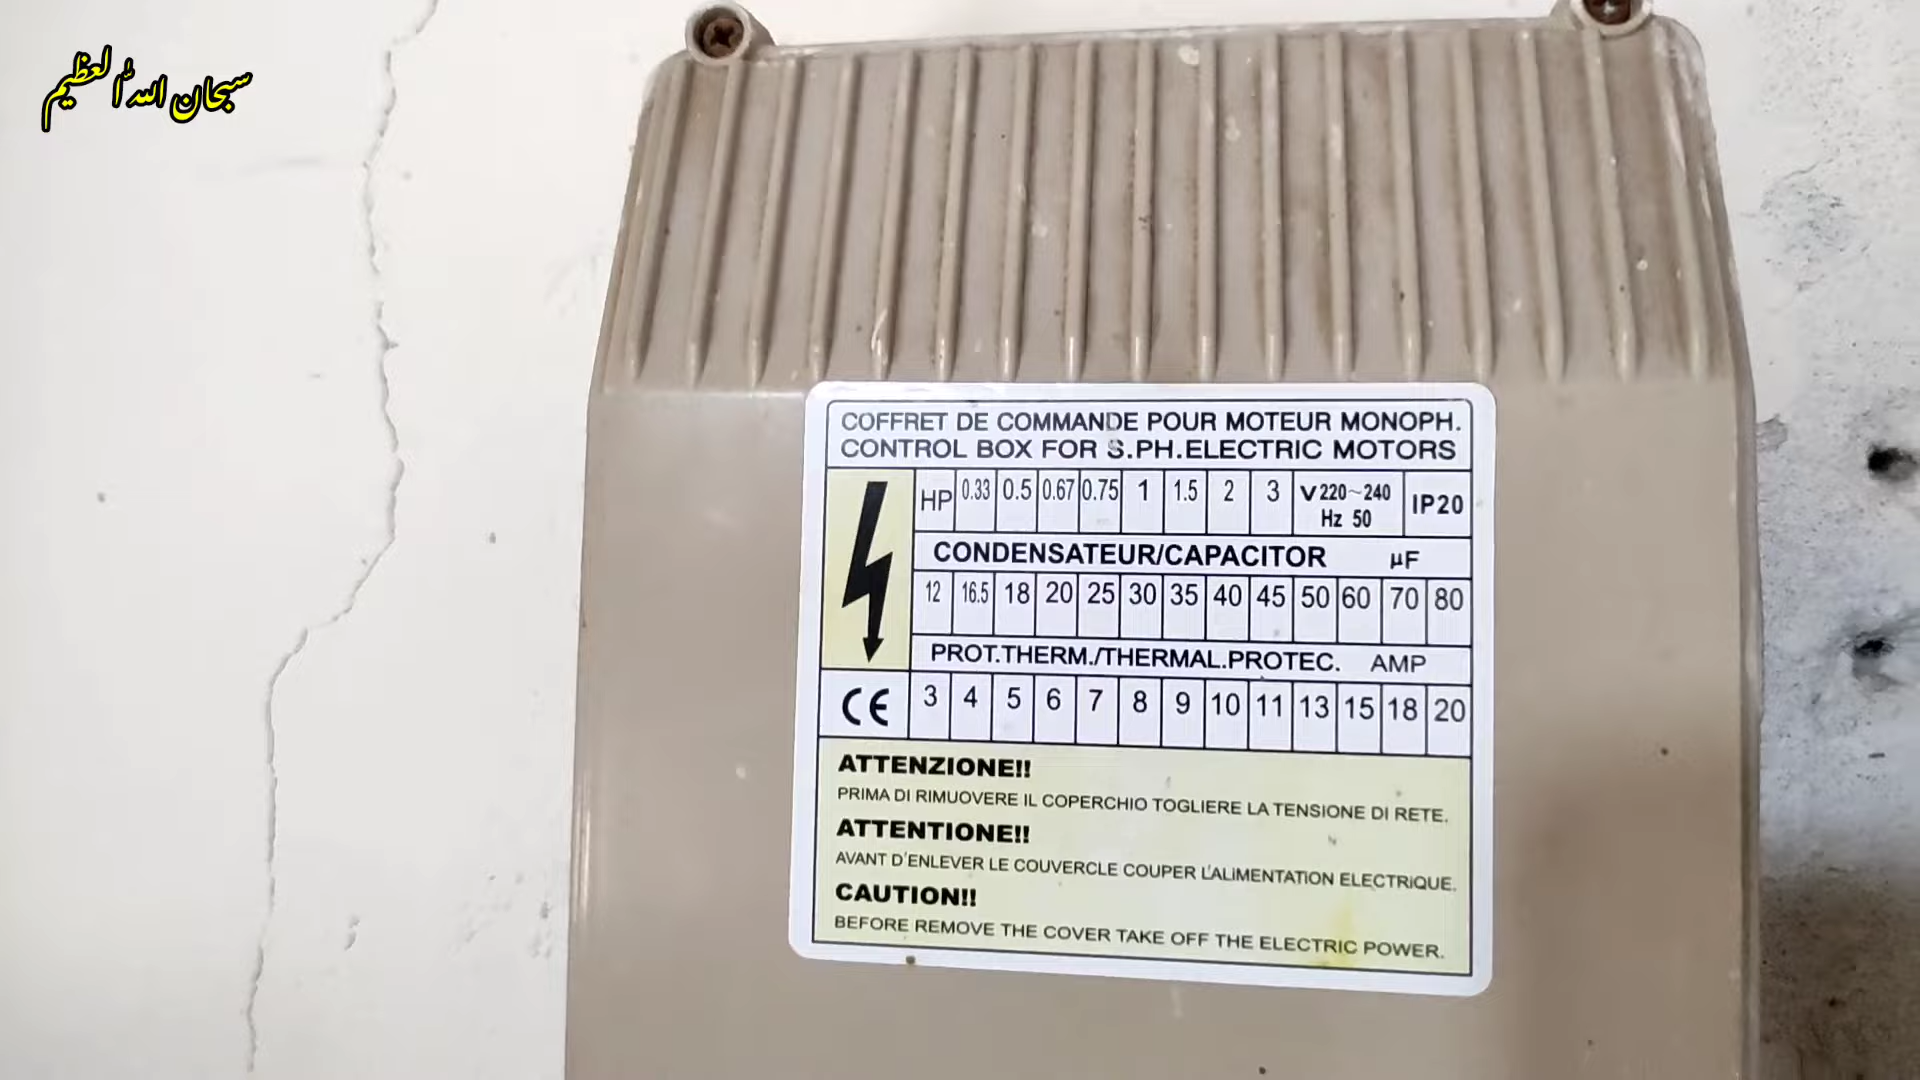 سبحان الله العظيم
COFFRET DE COMMANDE POUR MOTEUR MONOPH.
CONTROL BOX FOR S.PH.ELECTRIC MOTORS
HP 0.33 0.5 0.67 0.75 1 1.5 2 3 V 220~240 Hz 50 IP20
CONDENSATEUR/CAPACITOR µF
12 16.5 18 20 25 30 35 40 45 50 60 70 80
PROT.THERM./THERMAL.PROTEC. AMP
CE 3 4 5 6 7 8 9 10 11 13 15 18 20
ATTENZIONE!!
PRIMA DI RIMUOVERE IL COPERCHIO TOGLIERE LA TENSIONE DI RETE.
ATTENTIONE!!
AVANT D'ENLEVER LE COUVERCLE COUPER L'ALIMENTATION ELECTRIQUE.
CAUTION!!
BEFORE REMOVE THE COVER TAKE OFF THE ELECTRIC POWER.